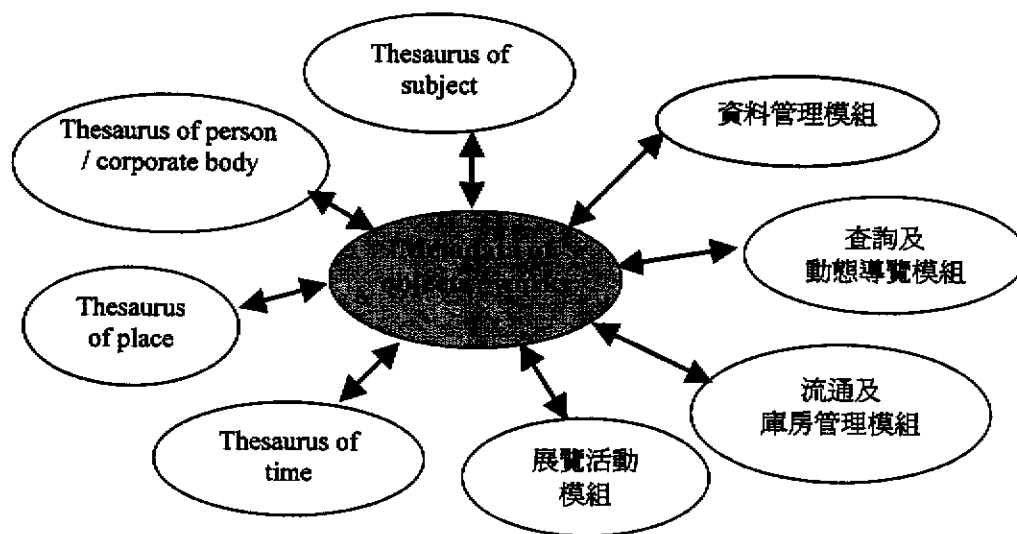 Thesaurus of
subject
Thesaurus of person
/ corporate body
資料管理模組
查詢及
動態導覽模組
Thesaurus
of place
流通及
庫房管理模組
Thesaurus of
time
展覽活動
模組